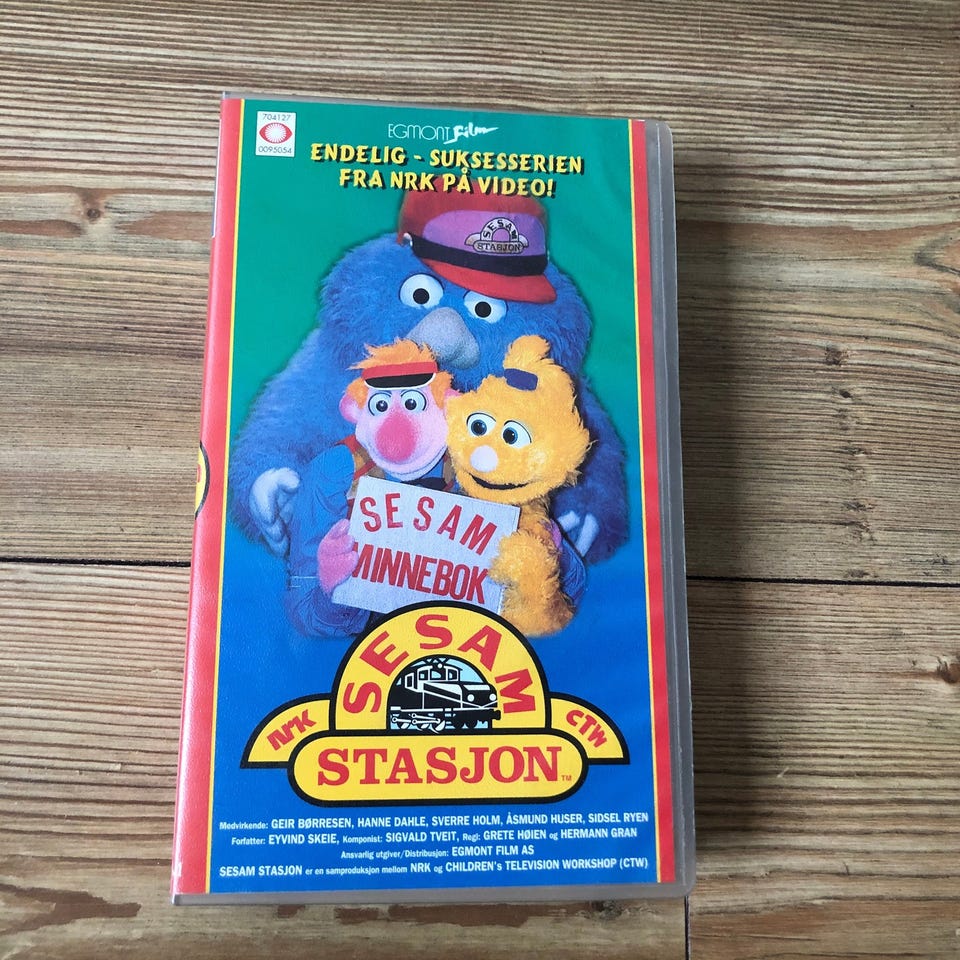 704127
0095054
EGMONT Film
ENDELIG - SUKSESSERIEN
FRA NRK PÅ VIDEO!
SESAM
STASJON
SESAM
MINNEBOK
SESAM
NRK
CTW
STASJON™
Medvirkende: GEIR BØRRESEN, HANNE DAHLE, SVERRE HOLM, ÅSMUND HUSER, SIDSEL RYEN
Forfatter: EYVIND SKEIE, Komponist: SIGVALD TVEIT, Regi: GRETE HØIEN og HERMANN GRAN
Ansvarlig utgiver/Distribusjon: EGMONT FILM AS
SESAM STASJON er en samproduksjon mellom NRK og CHILDREN's TELEVISION WORKSHOP (CTW)